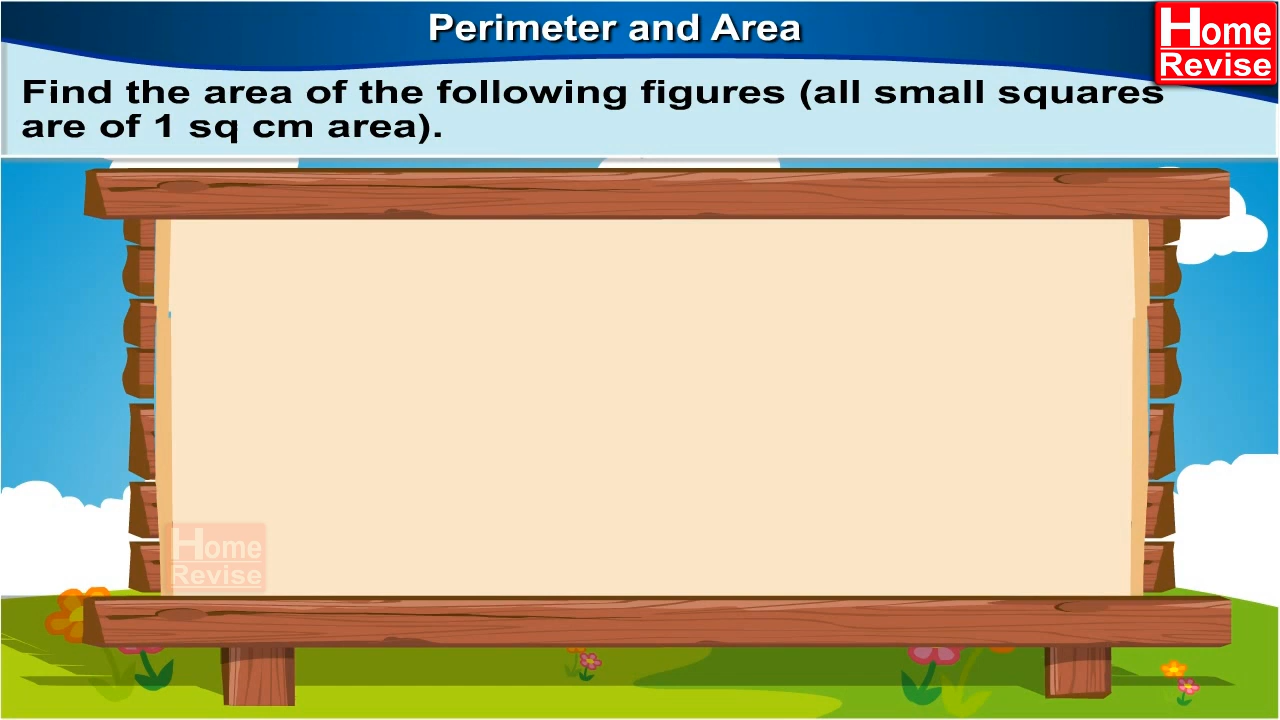 Perimeter and Area
Home
Revise
Find the area of the following figures (all small squares
are of 1 sq cm area).
Home
Revise